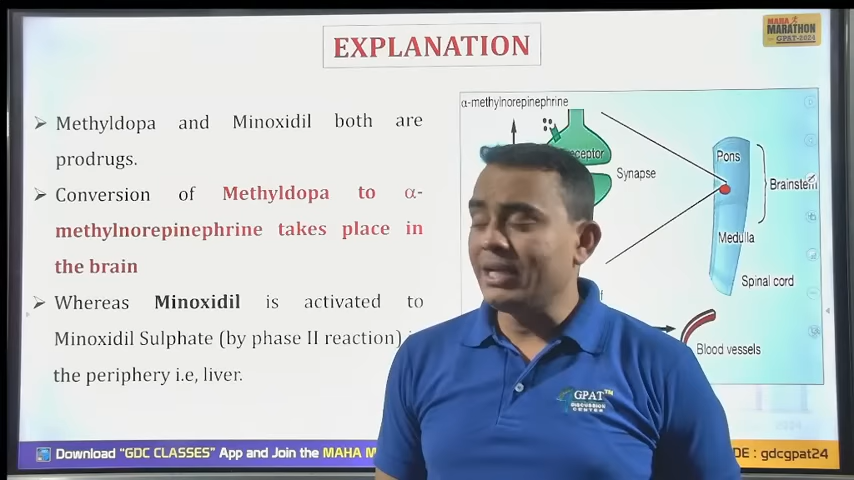 EXPLANATION
MAHA
MARATHON
GPAT-2024
➢ Methyldopa and Minoxidil both are
prodrugs.
➢ Conversion of Methyldopa to α-
methylnorepinephrine takes place in
the brain
➢ Whereas Minoxidil is activated to
Minoxidil Sulphate (by phase II reaction)
the periphery i.e, liver.
α-methylnorepinephrine
Synapse
Pons
Brainstem
Medulla
Spinal cord
Blood vessels
GPAT™
DISCUSSION
CENTER
Download "GDC CLASSES" App and Join the MAHA M
DE : gdcgpat24